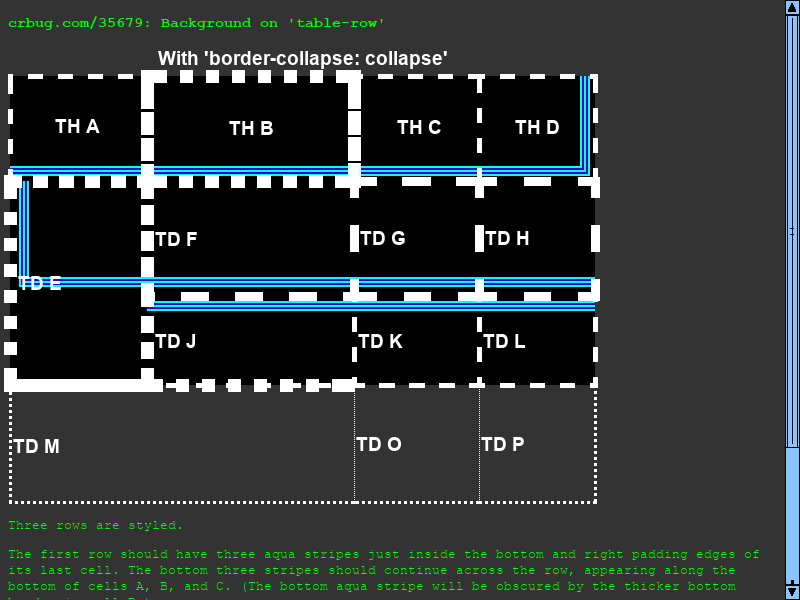 crbug.com/35679: Background on 'table-row'
With 'border-collapse: collapse'
TH A
TH B
TH C
TH D
TD E
TD F
TD G
TD H
TD J
TD K
TD L
TD M
TD O
TD P
Three rows are styled.
The first row should have three aqua stripes just inside the bottom and right padding edges of
its last cell. The bottom three stripes should continue across the row, appearing along the
bottom of cells A, B, and C. (The bottom aqua stripe will be obscured by the thicker bottom